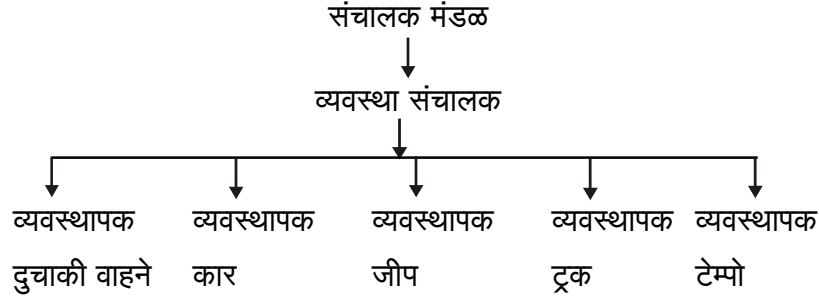 संचालक मंडळ
व्यवस्था संचालक
व्यवस्थापक व्यवस्थापक व्यवस्थापक व्यवस्थापक व्यवस्थापक
दुचाकी वाहने कार जीप ट्रक टेम्पो